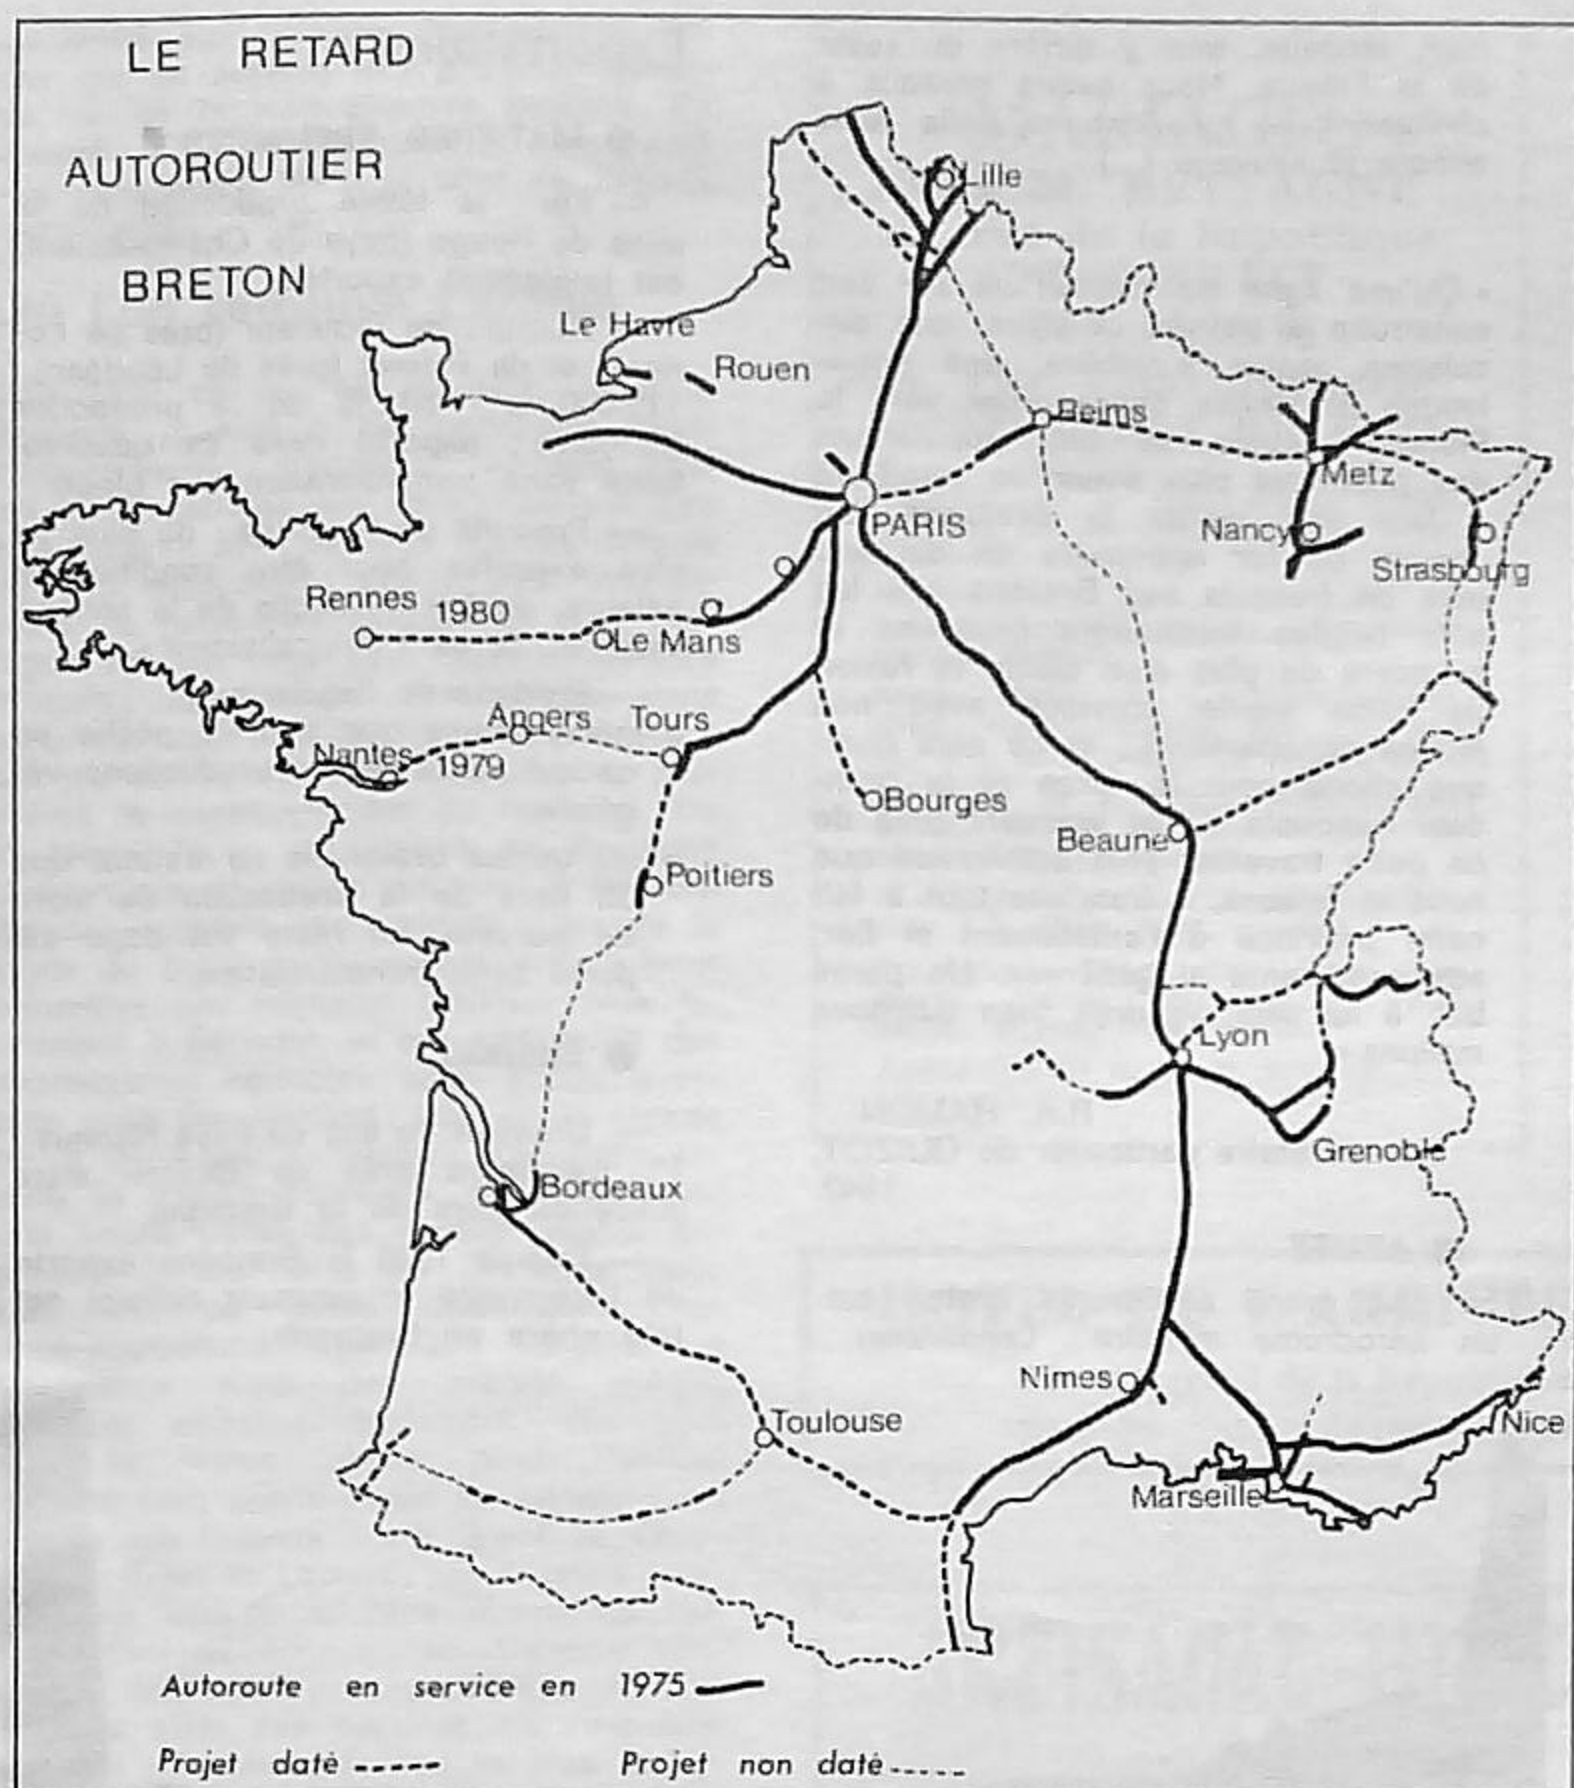 LE RETARD
AUTOROUTIER
BRETON
Lille
Le Havre
Rouen
Reims
Metz
PARIS
Nancy
Strasbourg
Rennes 1980
Le Mans
Angers Tours
Nantes 1979
Bourges
Beaune
Poitiers
Lyon
Grenoble
Bordeaux
Nimes
Toulouse
Nice
Marseille
Autoroute en service en 1975
Projet daté
Projet non daté